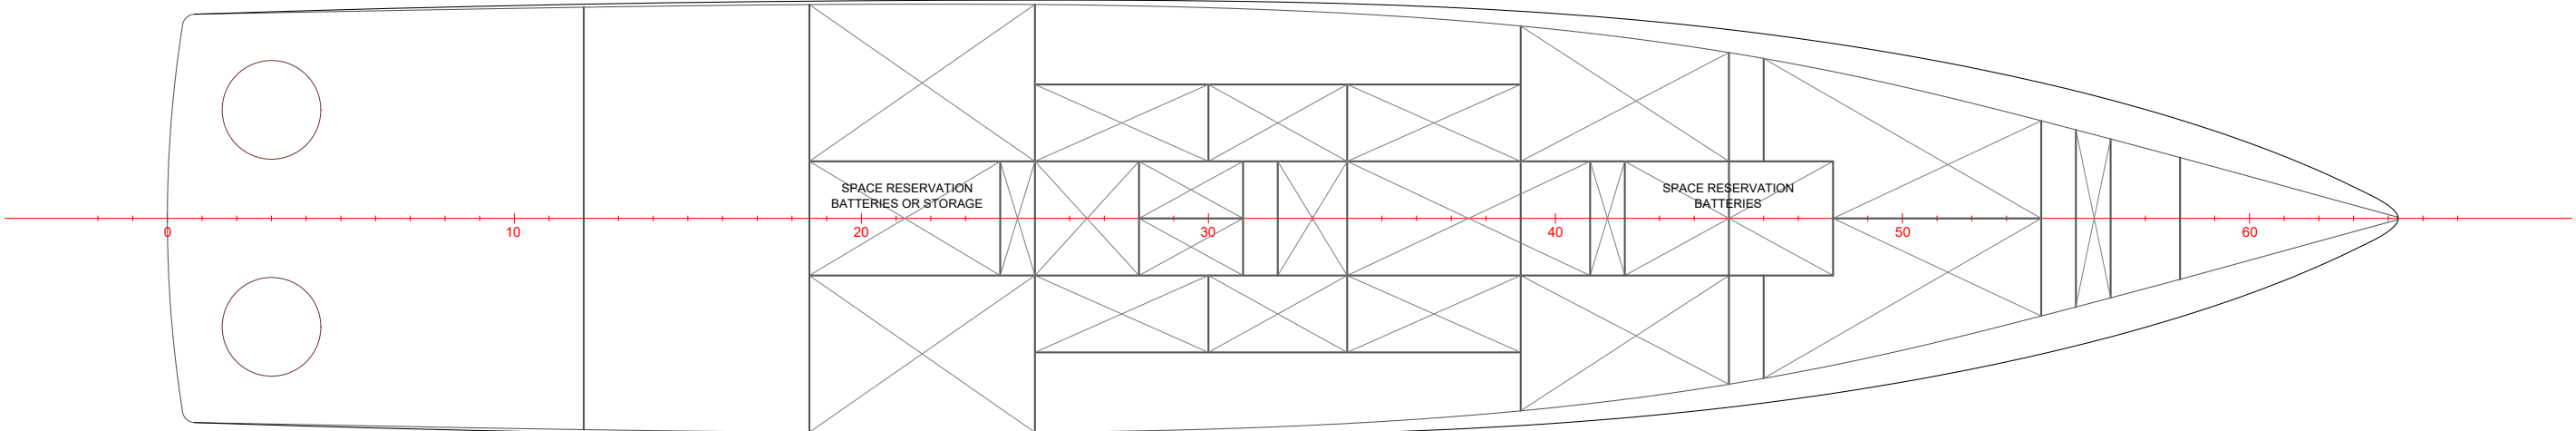 SPACE RESERVATION
BATTERIES OR STORAGE
SPACE RESERVATION
BATTERIES
0
10
20
30
40
50
60